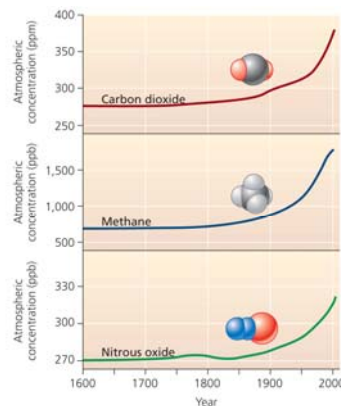 Atmospheric
concentration (ppm)
400
350
300
250
Carbon dioxide
Atmospheric
concentration (ppb)
1,500
1,000
500
Methane
Atmospheric
concentration (ppb)
330
300
270
Nitrous oxide
1600
1700
1800
1900
2000
Year